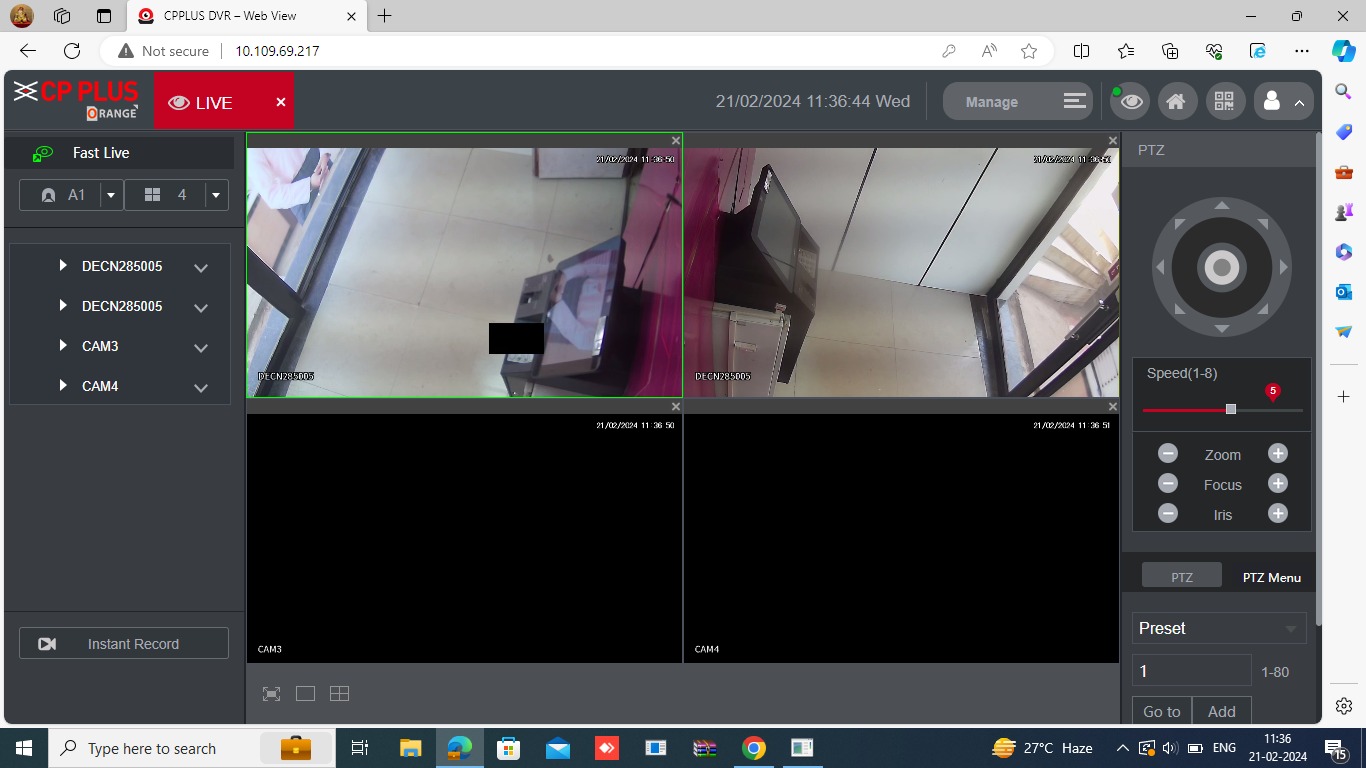 CPPLUS DVR – Web View
Not secure
10.109.69.217
CP PLUS
ORANGE
LIVE
21/02/2024 11:36:44 Wed
Manage
Fast Live
A1
4
DECN285005
DECN285005
CAM3
CAM4
Instant Record
21/02/2024 11:36:50
DECN285005
21/02/2024 11:36:50
DECN285005
21/02/2024 11:36:50
CAM3
21/02/2024 11:36:51
CAM4
PTZ
Speed(1-8)
5
Zoom
Focus
Iris
PTZ
PTZ Menu
Preset
1
1-80
Go to
Add
Type here to search
27°C Haze
ENG
11:36
21-02-2024
15